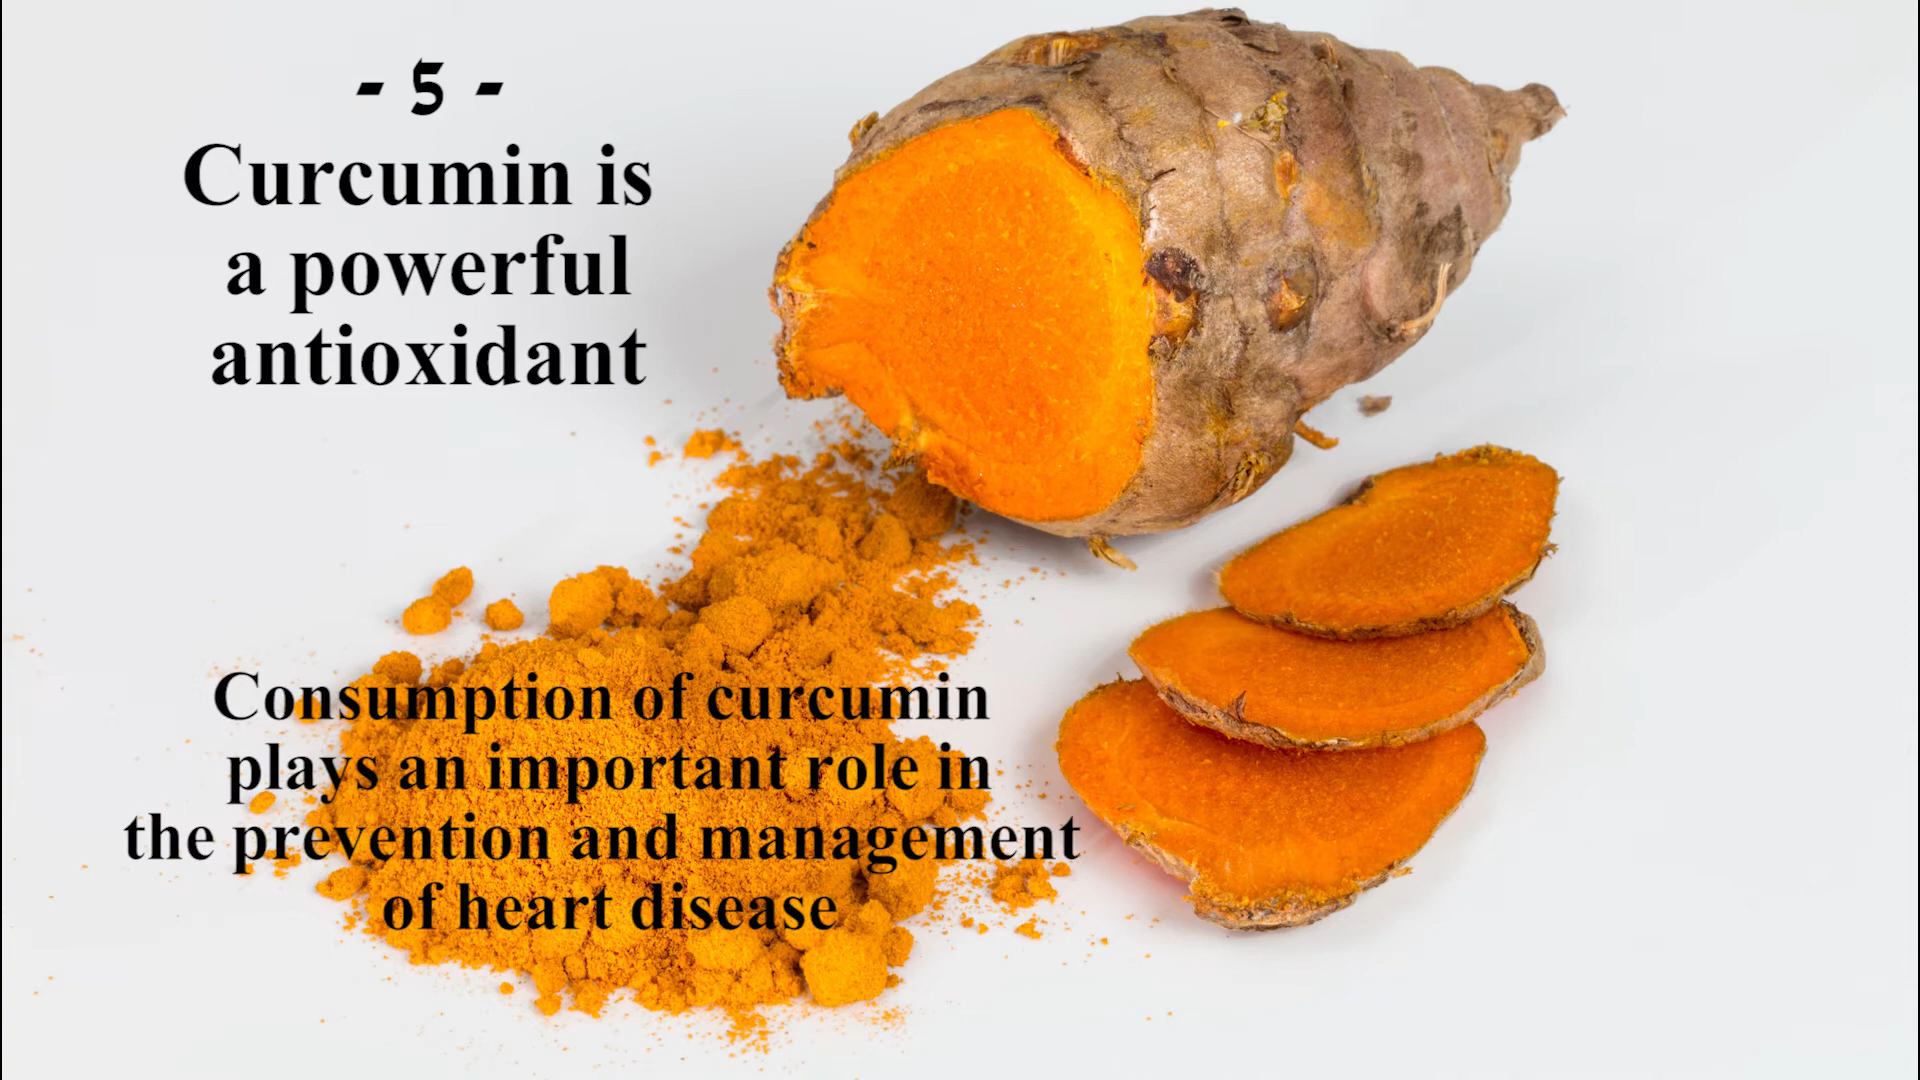 - 5 -
Curcumin is
a powerful
antioxidant
Consumption of curcumin
plays an important role in
the prevention and management
of heart disease